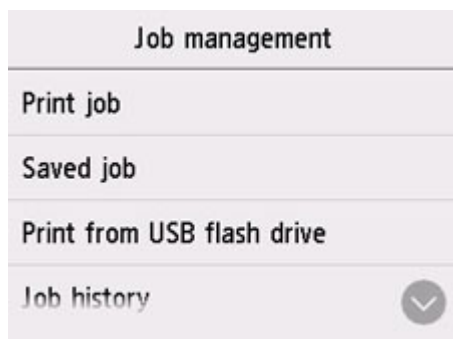 Job management
Print job
Saved job
Print from USB flash drive
Job history